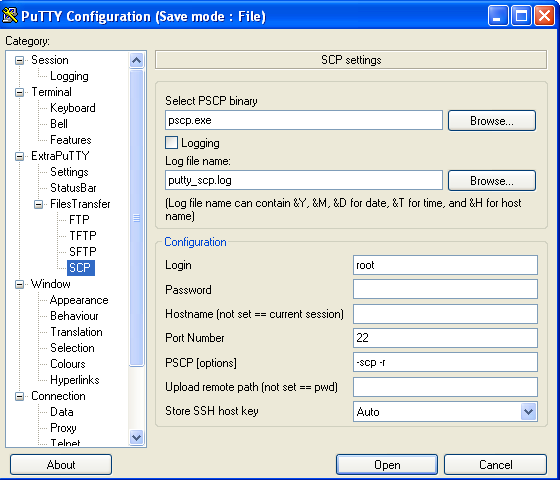 PuTTY Configuration (Save mode : File)
Category:
Session
Logging
Terminal
Keyboard
Bell
Features
ExtraPuTTY
Settings
StatusBar
FilesTransfer
FTP
TFTP
SFTP
SCP
Window
Appearance
Behaviour
Translation
Selection
Colours
Hyperlinks
Connection
Data
Proxy
Telnet
SCP settings
Select PSCP binary
pscp.exe
Browse...
Logging
Log file name:
putty_scp.log
Browse...
(Log file name can contain &Y, &M, &D for date, &T for time, and &H for host
name)
Configuration
Login
root
Password
Hostname (not set == current session)
Port Number
22
PSCP [options]
-scp -r
Upload remote path (not set == pwd)
Store SSH host key
Auto
About
Open
Cancel